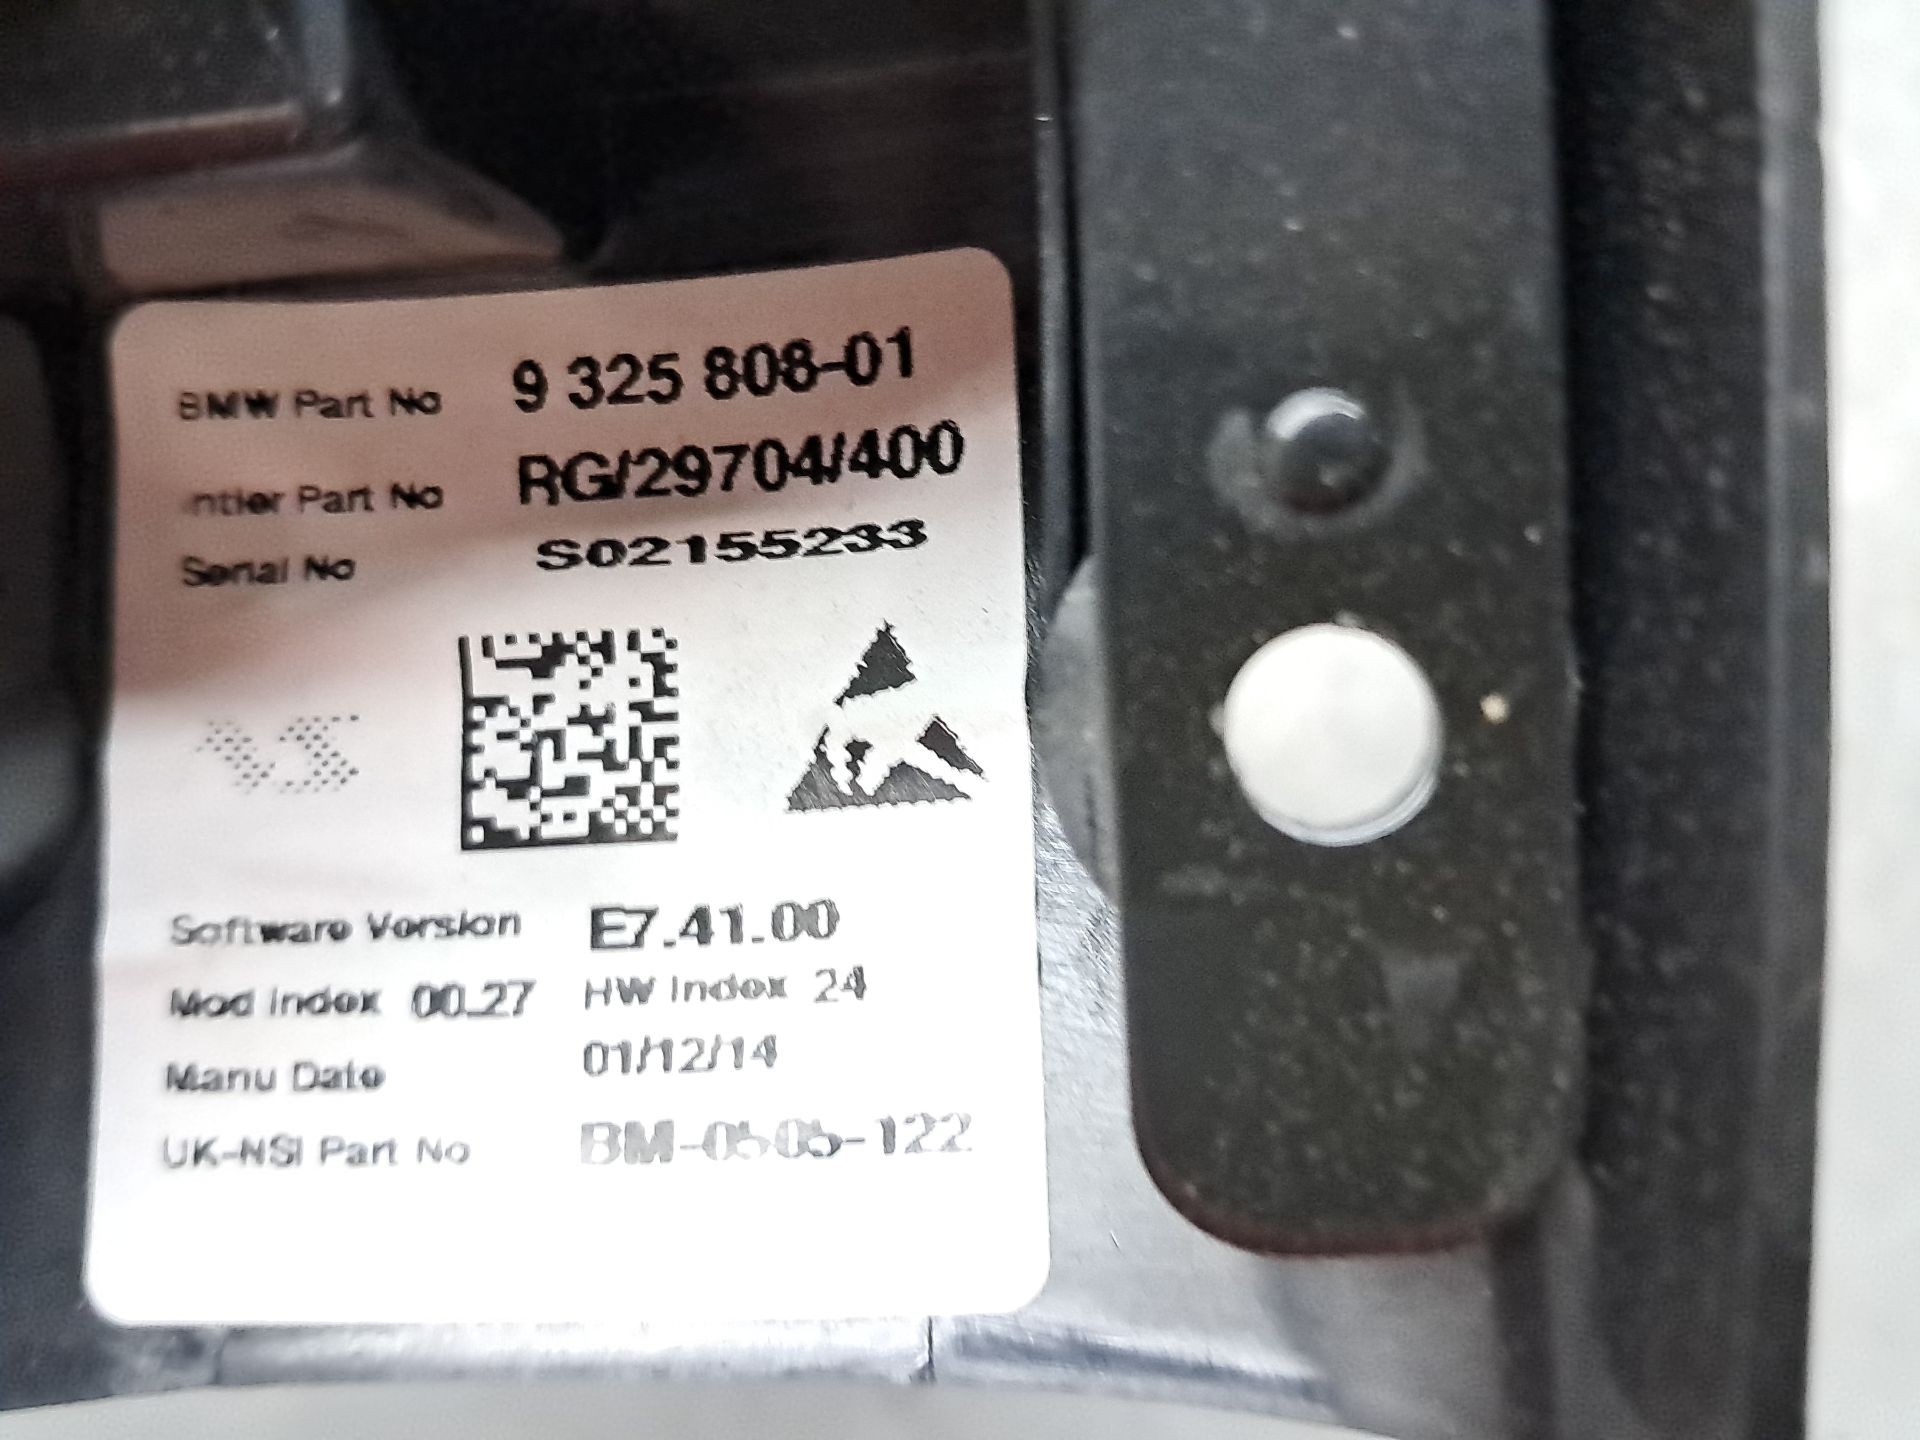 BMW Part No 9 325 808-01
ntier Part No RG/29704/400
Serial No S02155233
Software Version E7.41.00
Mod Index 00.27 HW Index 24
Manu Date 01/12/14
UK-NSI Part No BM-0505-122